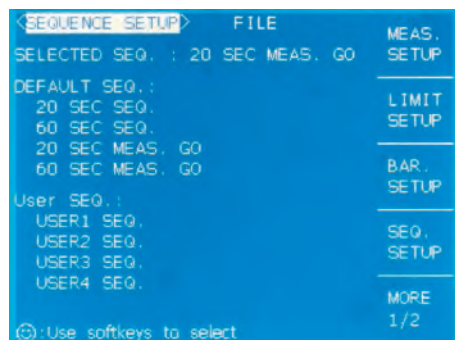 <SEQUENCE SETUP> FILE
SELECTED SEQ. : 20 SEC MEAS. GO
DEFAULT SEQ.:
20 SEC SEQ.
60 SEC SEQ.
20 SEC MEAS. GO
60 SEC MEAS. GO
User SEQ.:
USER1 SEQ.
USER2 SEQ.
USER3 SEQ.
USER4 SEQ.
:Use softkeys to select
MEAS.
SETUP
LIMIT
SETUP
BAR.
SETUP
SEQ.
SETUP
MORE
1/2